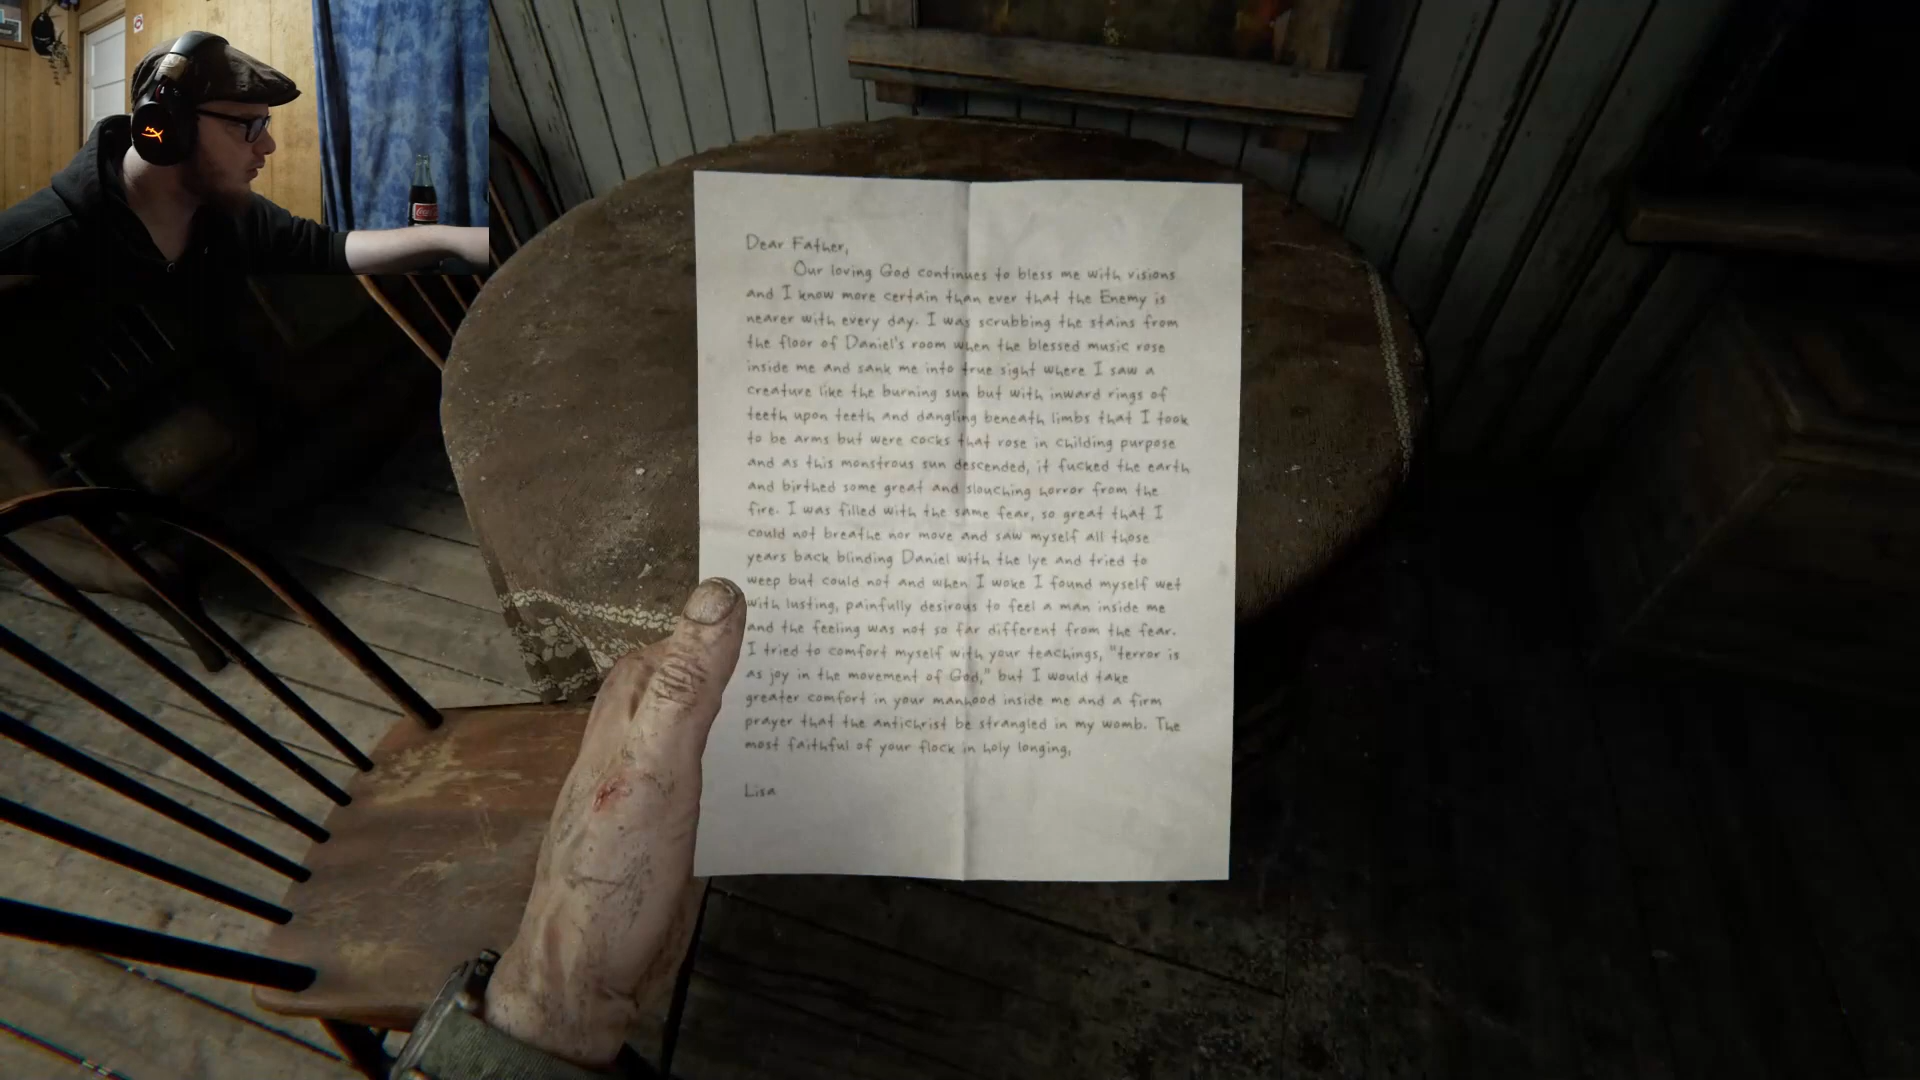 Dear Father,
Our loving God continues to bless me with visions
and I know more certain than ever that the Enemy is
nearer with every day. I was scrubbing the stains from
the floor of Daniel's room when the blessed music rose
inside me and sank me into true sight where I saw a
creature like the burning sun but with inward rings of
teeth upon teeth and dangling beneath limbs that I took
to be arms but were cocks that rose in childing purpose
and as this monstrous sun descended, it fucked the earth
and birthed some great and slouching horror from the
fire. I was filled with the same fear, so great that I
could not breathe nor move and saw myself all those
years back blinding Daniel with the lye and tried to
weep but could not and when I woke I found myself wet
with lusting, painfully desirous to feel a man inside me
and the feeling was not so far different from the fear.
I tried to comfort myself with your teachings, "terror is
as joy in the movement of God," but I would take
greater comfort in your manhood inside me and a firm
prayer that the antichrist be strangled in my womb. The
most faithful of your flock in holy longing,
Lisa